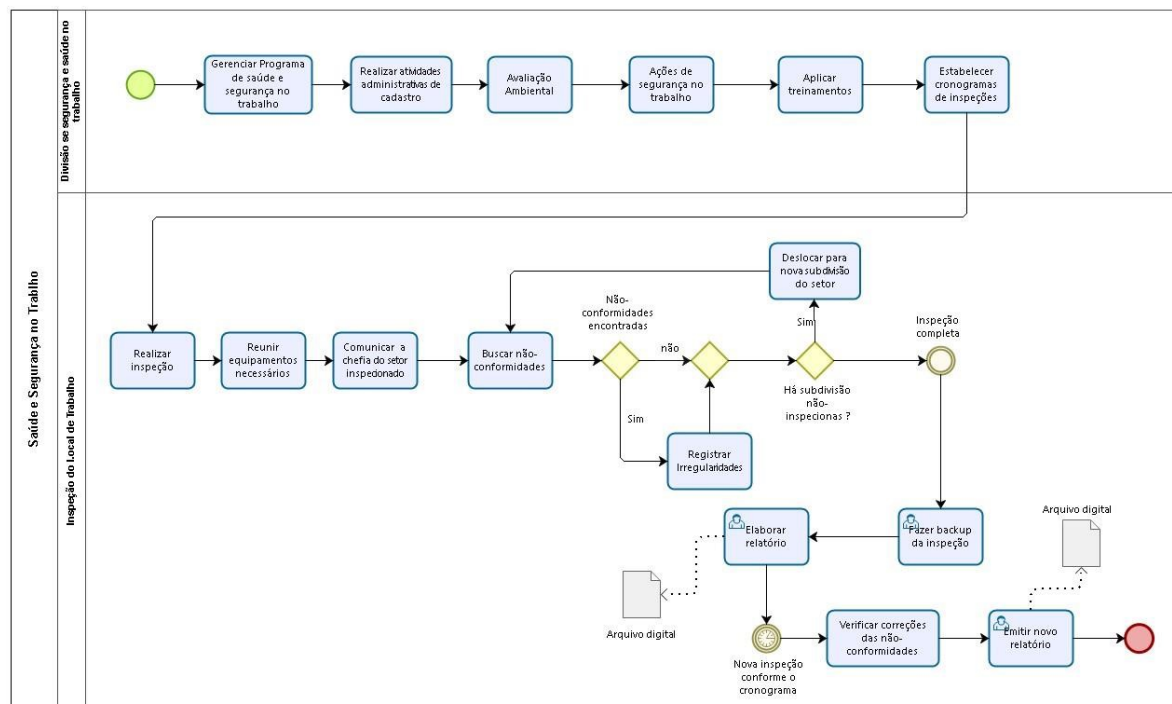 Saúde e Segurança no Trablho
Divisão se segurança e saúde no
trabalho
Gerenciar Programa
de saúde e
segurança no
trabalho
Realizar atividades
administrativas de
cadastro
Avaliação
Ambiental
Ações de
segurança no
trabalho
Aplicar
treinamentos
Estabelecer
cronogramas
de inspeções
Inspeção do Local de Trabalho
Deslocar para
nova subdivisão
do setor
Não-
conformidades
encontradas
Sim
Inspeção
completa
Realizar
inspeção
Reunir
equipamentos
necessários
Comunicar a
chefia do setor
inspecionado
Buscar não-
conformidades
não
Há subdivisão
não-
inspecionas ?
Sim
Registrar
Irregularidades
Elaborar
relatório
Fazer backup
da inspeção
Arquivo digital
Arquivo digital
Nova inspeção
conforme o
cronograma
Verificar correções
das não-
conformidades
Emitir novo
relatório